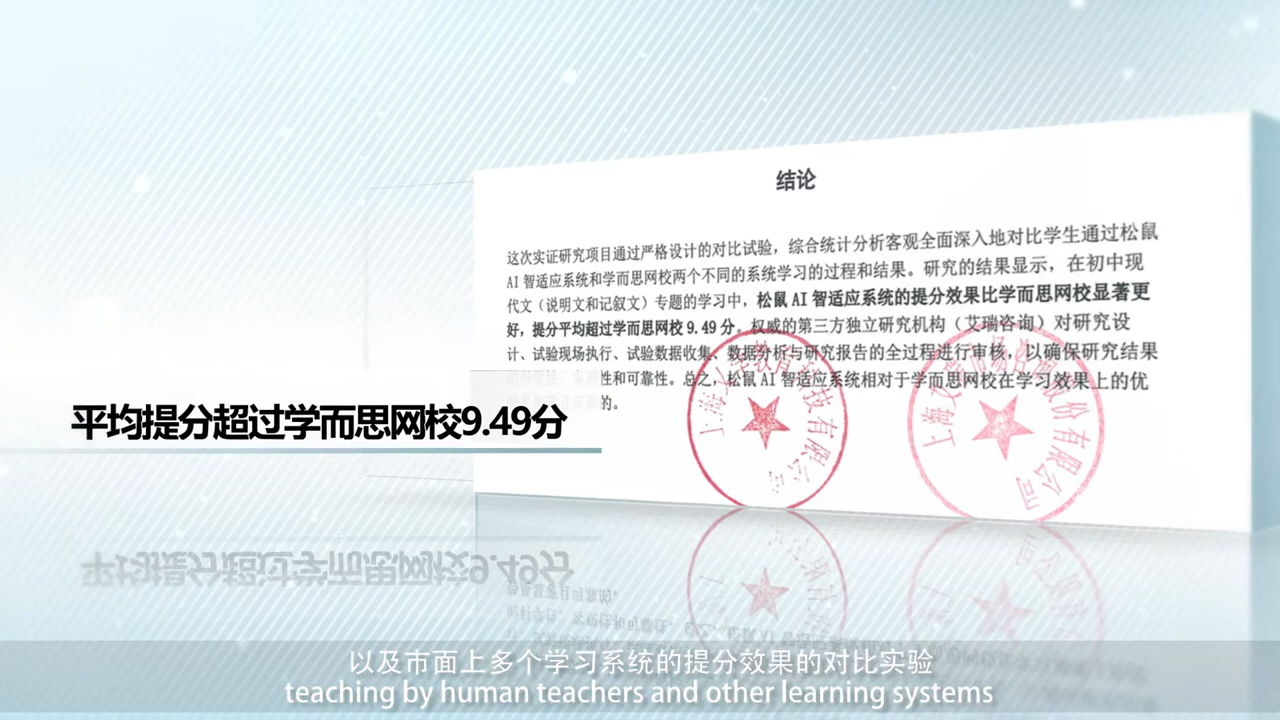 结论
这次实证研究项目通过严格设计的对比试验，综合统计分析客观全面深入地对比学生通过松鼠
AI 智适应系统和学而思网校两个不同的系统学习的过程和结果。研究的结果显示，在初中现
代文（说明文和记叙文）专题的学习中，松鼠 AI 智适应系统的提分效果比学而思网校显著更
好，提分平均超过学而思网校 9.49 分。权威的第三方独立研究机构（艾瑞咨询）对研究设
计、试验现场执行、试验数据收集、数据分析与研究报告的全过程进行审核，以确保研究结果
性和可靠性。总之，松鼠 AI 智适应系统相对于学而思网校在学习效果上的优
的。
平均提分超过学而思网校9.49分
以及市面上多个学习系统的提分效果的对比实验
teaching by human teachers and other learning systems